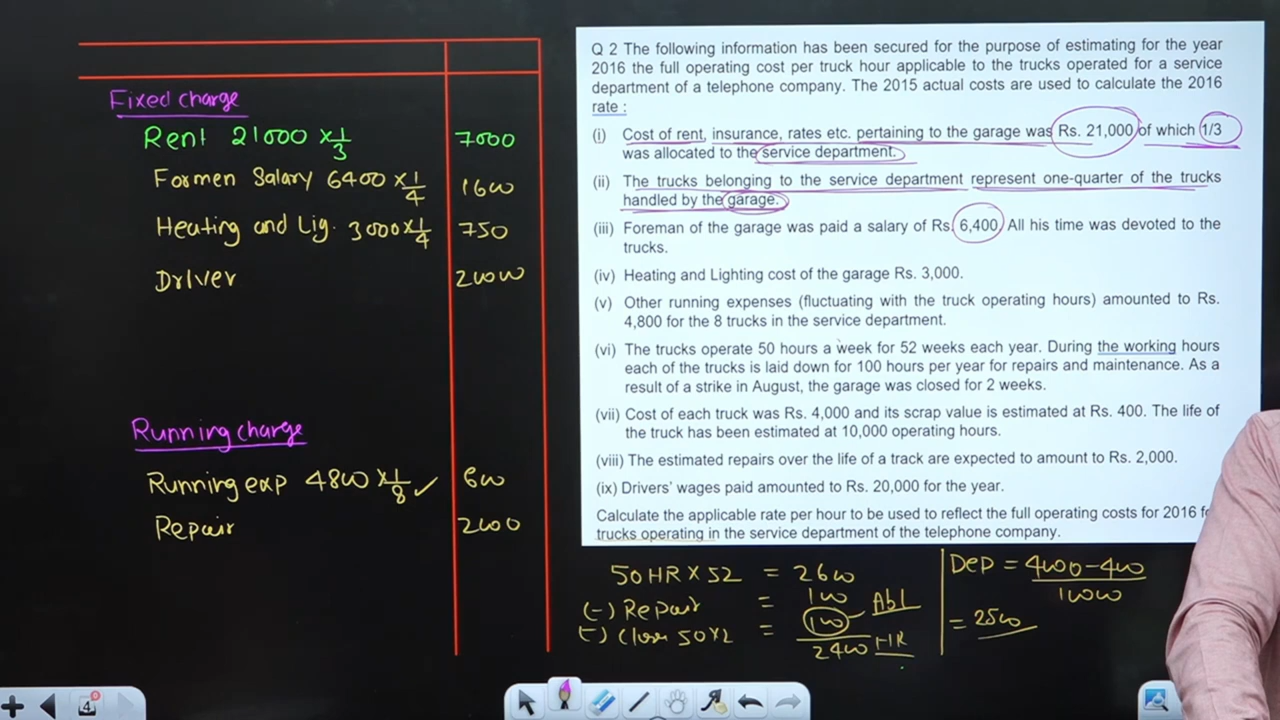 Fixed charge
Rent 21000 × 1/3 7000
Formen Salary 6400 × 1/4 1600
Heating and Lig. 3000 × 1/4 750
Driver 20000
Running charge
Running exp 4800 × 1/8 ✓ 600
Repair 2000
Q 2 The following information has been secured for the purpose of estimating for the year
2016 the full operating cost per truck hour applicable to the trucks operated for a service
department of a telephone company. The 2015 actual costs are used to calculate the 2016
rate :
(i) Cost of rent, insurance, rates etc. pertaining to the garage was Rs. 21,000 of which 1/3
was allocated to the service department.
(ii) The trucks belonging to the service department represent one-quarter of the trucks
handled by the garage.
(iii) Foreman of the garage was paid a salary of Rs. 6,400. All his time was devoted to the
trucks.
(iv) Heating and Lighting cost of the garage Rs. 3,000.
(v) Other running expenses (fluctuating with the truck operating hours) amounted to Rs.
4,800 for the 8 trucks in the service department.
(vi) The trucks operate 50 hours a week for 52 weeks each year. During the working hours
each of the trucks is laid down for 100 hours per year for repairs and maintenance. As a
result of a strike in August, the garage was closed for 2 weeks.
(vii) Cost of each truck was Rs. 4,000 and its scrap value is estimated at Rs. 400. The life of
the truck has been estimated at 10,000 operating hours.
(viii) The estimated repairs over the life of a track are expected to amount to Rs. 2,000.
(ix) Drivers' wages paid amounted to Rs. 20,000 for the year.
Calculate the applicable rate per hour to be used to reflect the full operating costs for 2016
trucks operating in the service department of the telephone company.
50HR × 52 = 2600
(-) Repair = 100
(-) Close 50×2 = 100 Abl
2400 HR
Dep = 4000 - 400 / 10000
= 2500
4